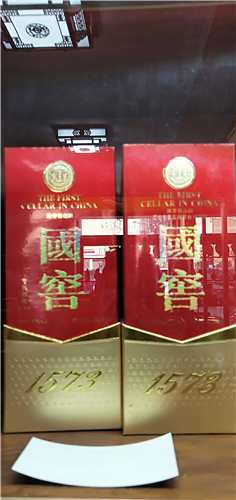 THE FIRST
CELLAR IN CHINA
國窖
1573
THE FIRST
CELLAR IN CHINA
國窖
1573